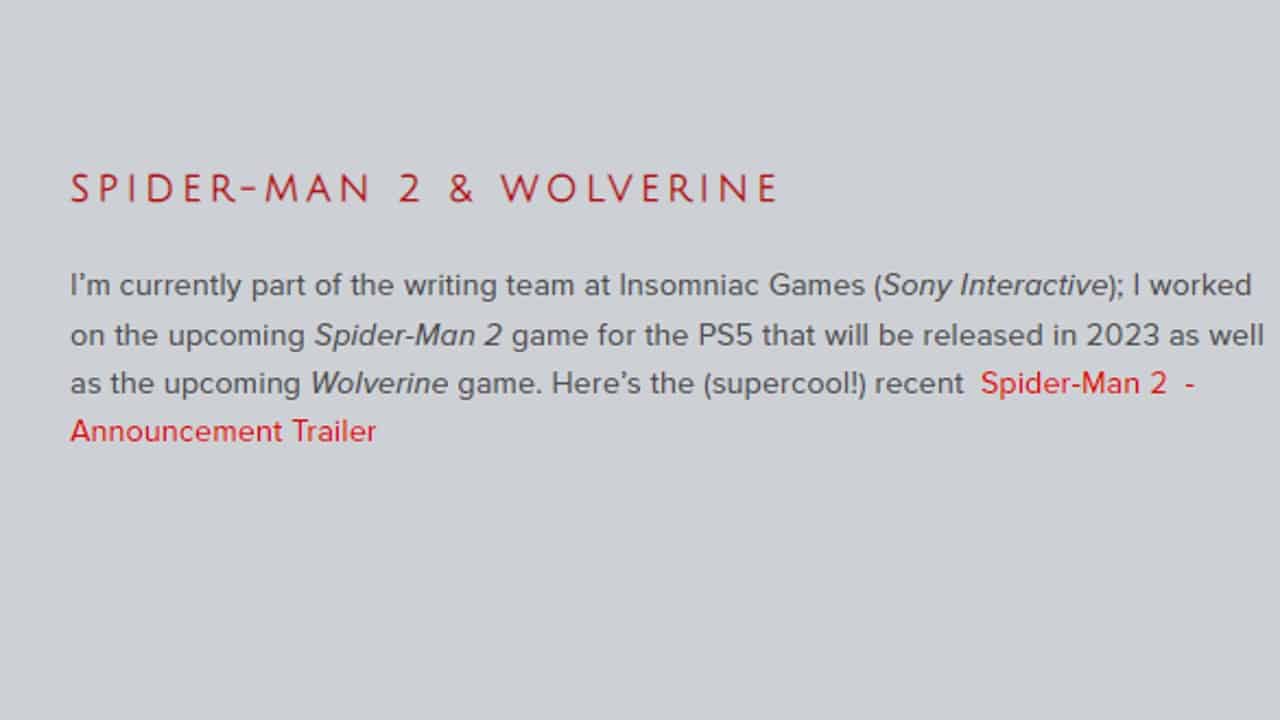 SPIDER-MAN 2 & WOLVERINE
I’m currently part of the writing team at Insomniac Games (Sony Interactive); I worked
on the upcoming Spider-Man 2 game for the PS5 that will be released in 2023 as well
as the upcoming Wolverine game. Here’s the (supercool!) recent Spider-Man 2 -
Announcement Trailer